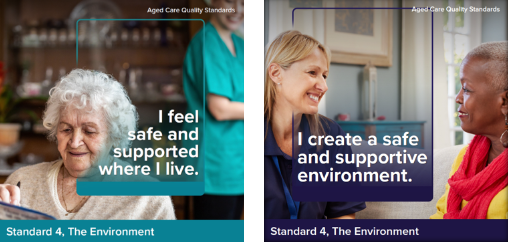 Aged Care Quality Standards
I feel
safe and
supported
where I live.
Standard 4, The Environment
Aged Care Quality Standards
I create a safe
and supportive
environment.
Standard 4, The Environment